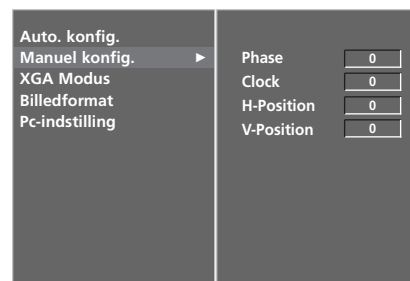 Auto. konfig.
Manuel konfig. ►
XGA Modus
Billedformat
Pc-indstilling
Phase 0
Clock 0
H-Position 0
V-Position 0